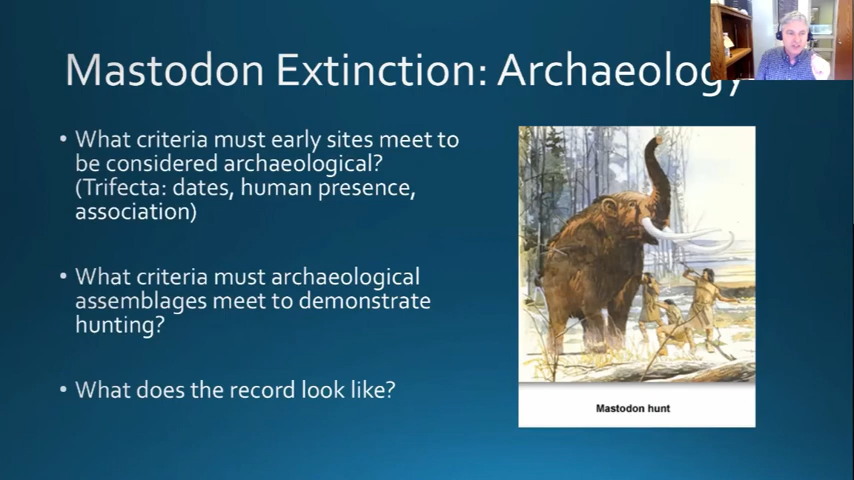 Mastodon Extinction: Archaeology
• What criteria must early sites meet to
be considered archaeological?
(Trifecta: dates, human presence,
association)
• What criteria must archaeological
assemblages meet to demonstrate
hunting?
• What does the record look like?
Mastodon hunt